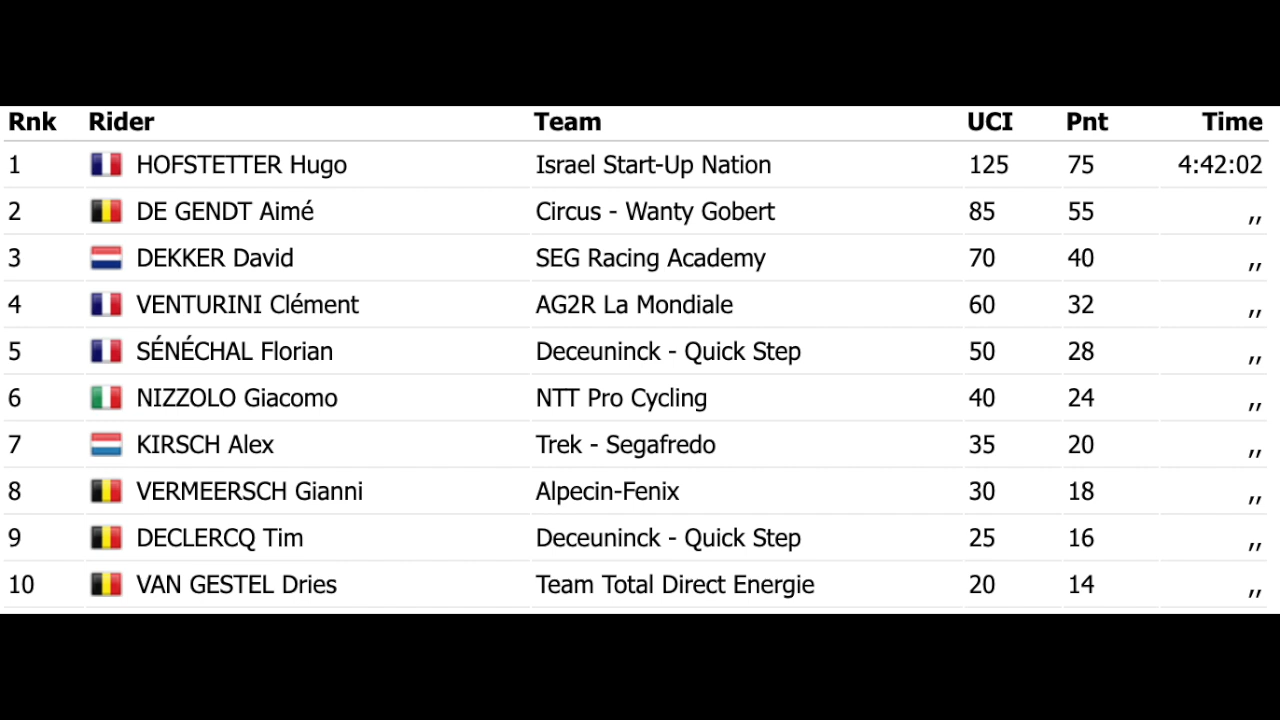 Rnk Rider Team UCI Pnt Time
1 HOFSTETTER Hugo Israel Start-Up Nation 125 75 4:42:02
2 DE GENDT Aimé Circus - Wanty Gobert 85 55 ,,
3 DEKKER David SEG Racing Academy 70 40 ,,
4 VENTURINI Clément AG2R La Mondiale 60 32 ,,
5 SÉNÉCHAL Florian Deceuninck - Quick Step 50 28 ,,
6 NIZZOLO Giacomo NTT Pro Cycling 40 24 ,,
7 KIRSCH Alex Trek - Segafredo 35 20 ,,
8 VERMEERSCH Gianni Alpecin-Fenix 30 18 ,,
9 DECLERCQ Tim Deceuninck - Quick Step 25 16 ,,
10 VAN GESTEL Dries Team Total Direct Energie 20 14 ,,